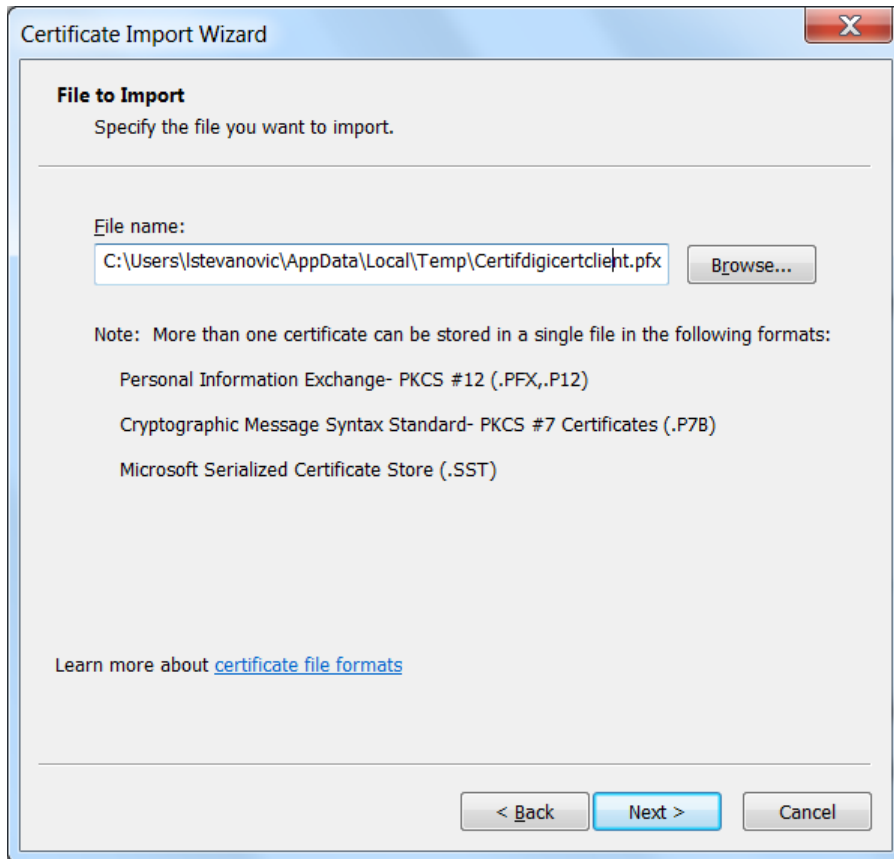 Certificate Import Wizard
X
File to Import
Specify the file you want to import.
File name:
C:\Users\lstevanovic\AppData\Local\Temp\Certifdigicertclient.pfx
Browse...
Note: More than one certificate can be stored in a single file in the following formats:
Personal Information Exchange- PKCS #12 (.PFX,.P12)
Cryptographic Message Syntax Standard- PKCS #7 Certificates (.P7B)
Microsoft Serialized Certificate Store (.SST)
Learn more about certificate file formats
< Back
Next >
Cancel